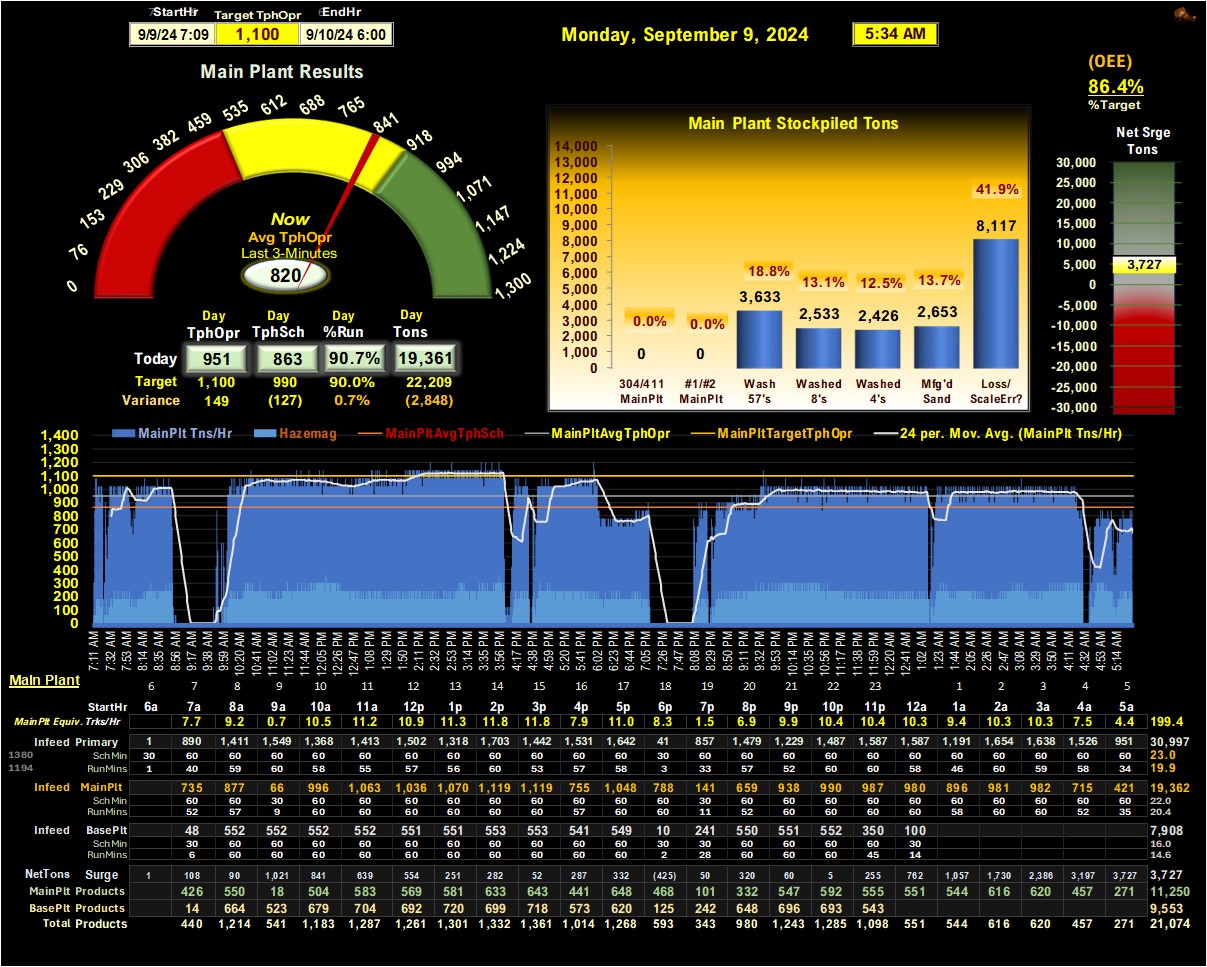 StartHr Target TphOpr EndHr
9/9/24 7:09 1,100 9/10/24 6:00
Monday, September 9, 2024 5:34 AM
(OEE)
86.4%
%Target
Main Plant Results
0 76 153 229 306 382 459 535 612 688 765 841 918 994 1,071 1,147 1,224 1,300
Now
Avg TphOpr
Last 3-Minutes
820
Day Day Day Day
TphOpr TphSch %Run Tons
Today 951 863 90.7% 19,361
Target 1,100 990 90.0% 22,209
Variance 149 (127) 0.7% (2,848)
Main Plant Stockpiled Tons
14,000
13,000
12,000
11,000
10,000
9,000
8,000
7,000
6,000
5,000
4,000
3,000
2,000
1,000
0
0.0% 0.0% 18.8% 13.1% 12.5% 13.7% 41.9%
0 0 3,633 2,533 2,426 2,653 8,117
304/411 #1/#2 Wash Washed Washed Mfg'd Loss/
MainPlt MainPlt 57's 8's 4's Sand ScaleErr?
Net Srge
Tons
30,000
25,000
20,000
15,000
10,000
5,000
3,727
0
-5,000
-10,000
-15,000
-20,000
-25,000
-30,000
MainPlt Tns/Hr Hazemag MainPltAvgTphSch MainPltAvgTphOpr MainPltTargetTphOpr 24 per. Mov. Avg. (MainPlt Tns/Hr)
1,400
1,300
1,200
1,100
1,000
900
800
700
600
500
400
300
200
100
0
7:11 AM 7:32 AM 7:53 AM 8:14 AM 8:35 AM 8:56 AM 9:17 AM 9:38 AM 9:59 AM 10:20 AM 10:41 AM 11:02 AM 11:23 AM 11:44 AM 12:05 PM 12:26 PM 12:47 PM 1:08 PM 1:29 PM 1:50 PM 2:11 PM 2:32 PM 2:53 PM 3:14 PM 3:35 PM 3:56 PM 4:17 PM 4:38 PM 4:59 PM 5:20 PM 5:41 PM 6:02 PM 6:23 PM 6:44 PM 7:05 PM 7:26 PM 7:47 PM 8:08 PM 8:29 PM 8:50 PM 9:11 PM 9:32 PM 9:53 PM 10:14 PM 10:35 PM 10:56 PM 11:17 PM 11:38 PM 11:59 PM 12:20 AM 12:41 AM 1:02 AM 1:23 AM 1:44 AM 2:05 AM 2:26 AM 2:47 AM 3:08 AM 3:29 AM 3:50 AM 4:11 AM 4:32 AM 4:53 AM 5:14 AM
Main Plant 6 7 8 9 10 11 12 13 14 15 16 17 18 19 20 21 22 23 1 2 3 4 5
StartHr 6a 7a 8a 9a 10a 11a 12p 1p 2p 3p 4p 5p 6p 7p 8p 9p 10p 11p 12a 1a 2a 3a 4a 5a
MainPlt Equiv. Trks/Hr 7.7 9.2 0.7 10.5 11.2 10.9 11.3 11.8 11.8 7.9 11.0 8.3 1.5 6.9 9.9 10.4 10.4 10.3 9.4 10.3 10.3 7.5 4.4 199.4
Infeed Primary 1 890 1,411 1,549 1,368 1,413 1,502 1,318 1,703 1,442 1,531 1,642 41 857 1,479 1,229 1,487 1,587 1,587 1,191 1,654 1,638 1,526 951 30,997
1380 Sch Min 30 60 60 60 60 60 60 60 60 60 60 60 30 60 60 60 60 60 60 60 60 60 60 60 23.0
1194 RunMins 1 40 59 60 58 55 57 56 60 53 57 58 3 33 57 52 60 60 58 46 60 59 58 34 19.9
Infeed MainPlt 735 877 66 996 1,063 1,036 1,070 1,119 1,119 755 1,048 788 141 659 938 990 987 980 896 981 982 715 421 19,362
Sch Min 60 60 30 60 60 60 60 60 60 60 60 60 30 60 60 60 60 60 60 60 60 60 60 22.0
RunMins 52 57 9 60 60 60 60 60 60 57 60 60 11 52 60 60 60 60 58 60 60 52 35 20.4
Infeed BasePlt 48 552 552 552 552 551 551 553 553 541 549 10 241 550 551 552 350 100 7,908
Sch Min 30 60 60 60 60 60 60 60 60 60 60 30 30 60 60 60 60 30 16.0
RunMins 6 60 60 60 60 60 60 60 60 60 60 2 28 60 60 60 45 14 14.6
NetTons Surge 1 108 90 1,021 841 639 554 251 282 52 287 332 (425) 50 320 60 5 255 762 1,057 1,730 2,386 3,197 3,727 3,727
MainPlt Products 426 550 18 504 583 569 581 633 643 441 648 468 101 332 547 592 555 551 544 616 620 457 271 11,250
BasePlt Products 14 664 523 679 704 692 720 699 718 573 620 125 242 648 696 693 543 9,553
Total Products 440 1,214 541 1,183 1,287 1,261 1,301 1,332 1,361 1,014 1,268 593 343 980 1,243 1,285 1,098 551 544 616 620 457 271 21,074